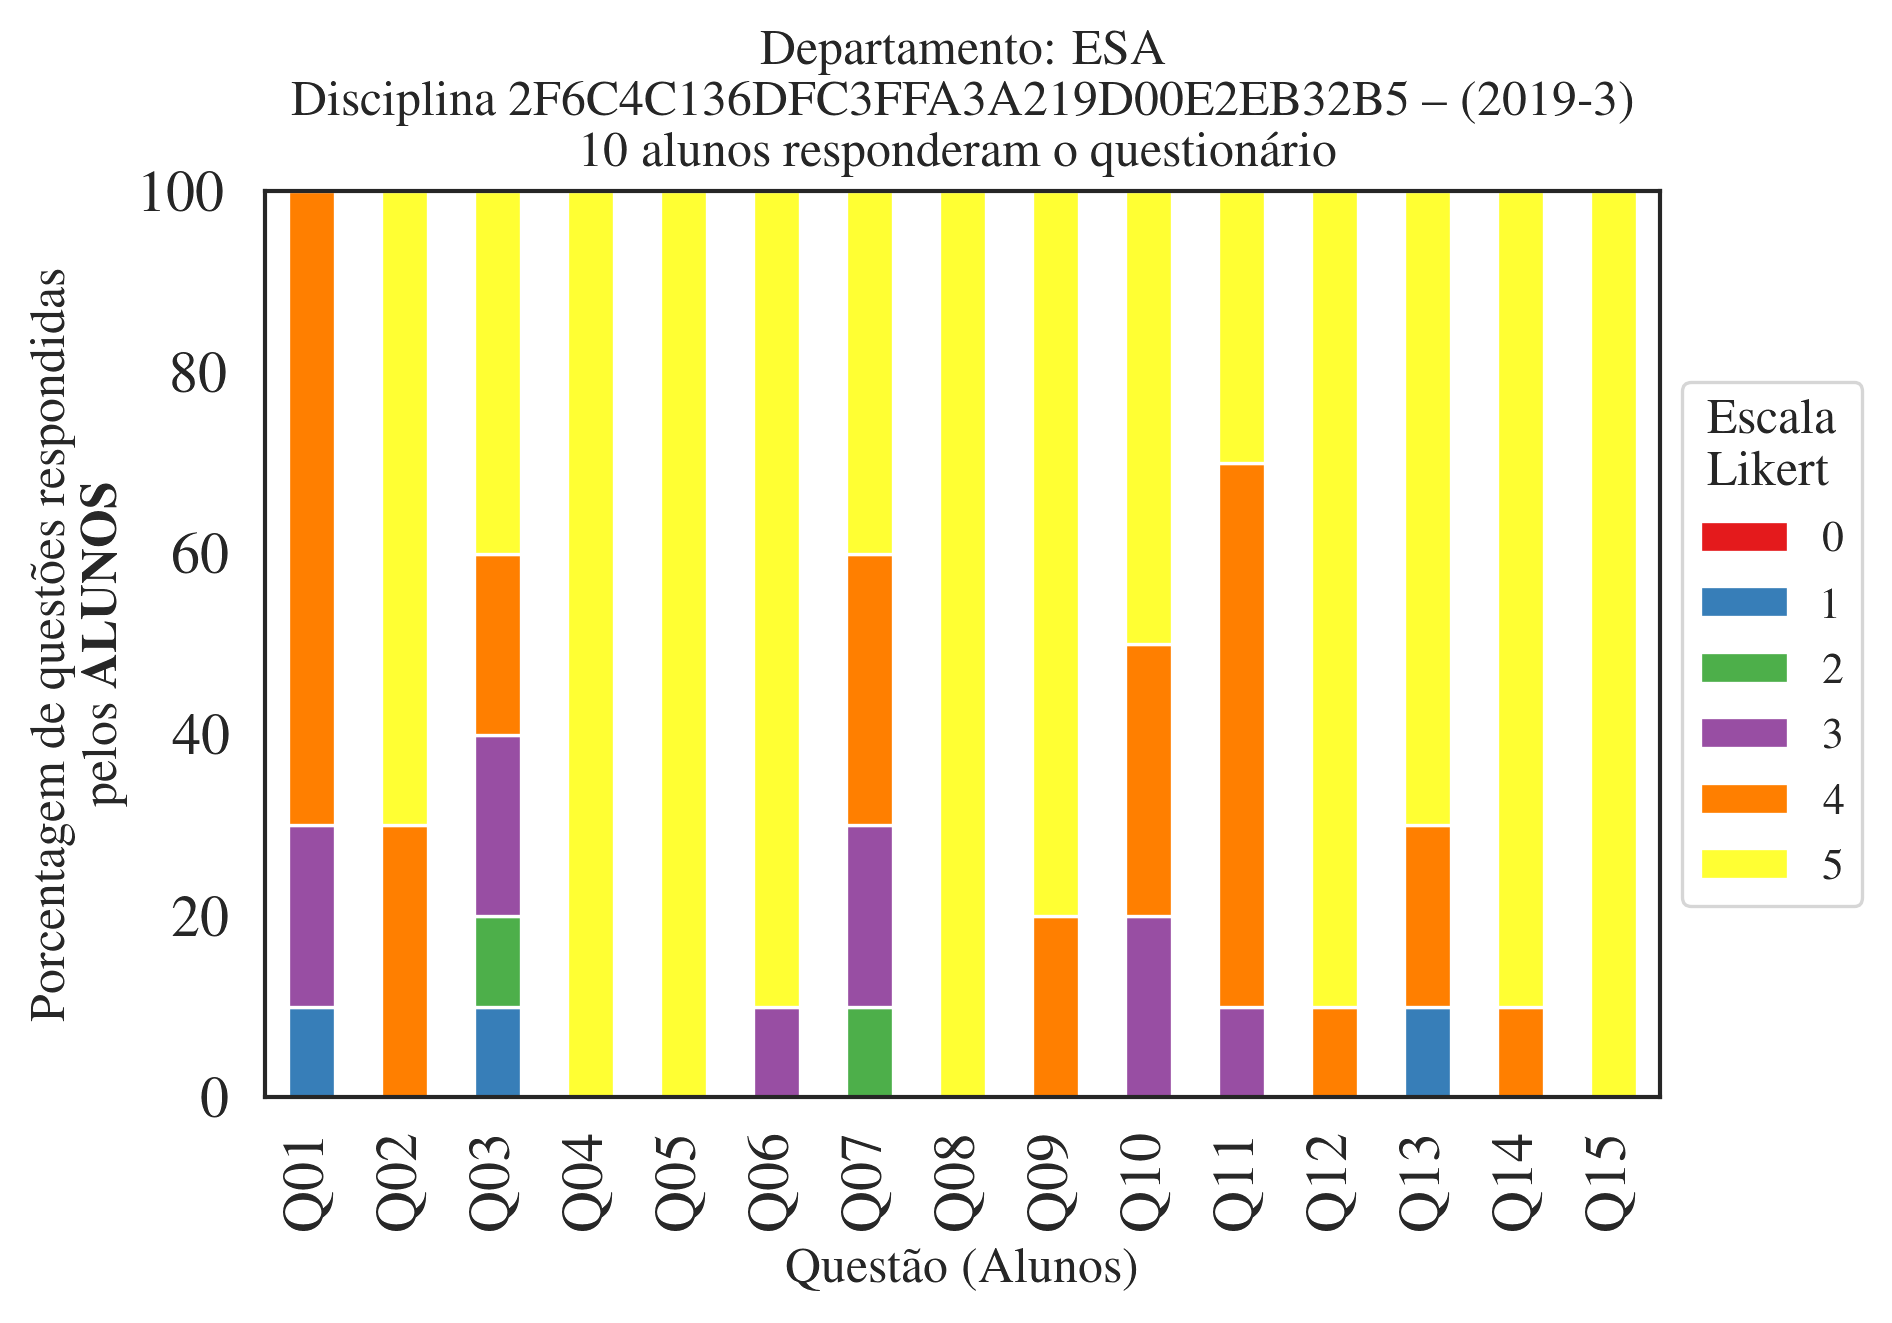 Departamento: ESA
Disciplina 2F6C4C136DFC3FFA3A219D00E2EB32B5 – (2019-3)
10 alunos responderam o questionário
Porcentagem de questões respondidas
pelos ALUNOS
100
80
60
40
20
0
Q01
Q02
Q03
Q04
Q05
Q06
Q07
Q08
Q09
Q10
Q11
Q12
Q13
Q14
Q15
Questão (Alunos)
Escala
Likert
0
1
2
3
4
5